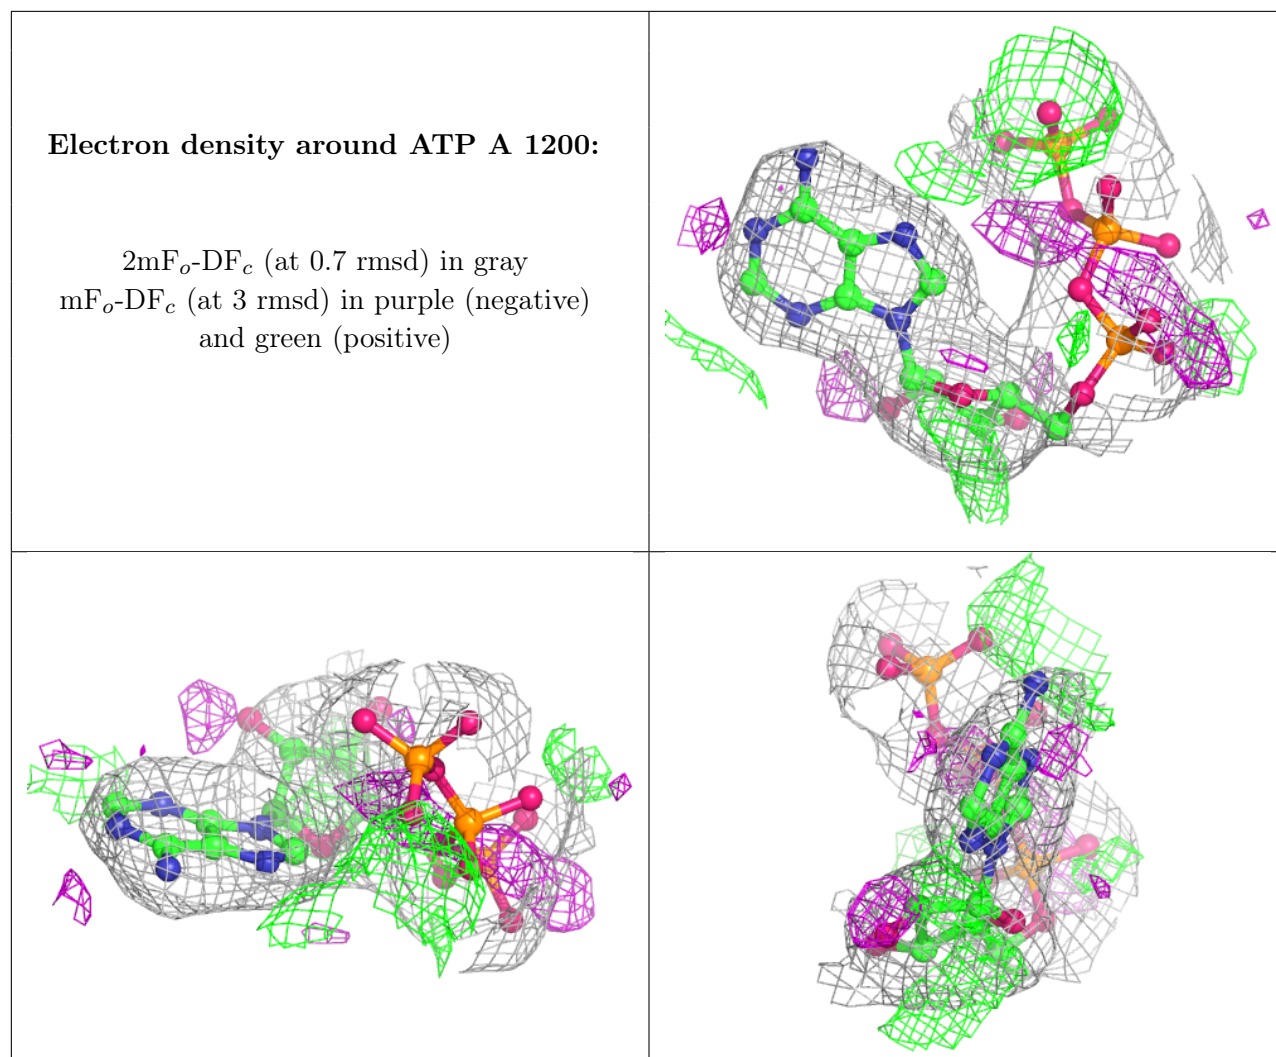 Electron density around ATP A 1200:
2mFₒ-DF𝒸 (at 0.7 rmsd) in gray
mFₒ-DF𝒸 (at 3 rmsd) in purple (negative)
and green (positive)